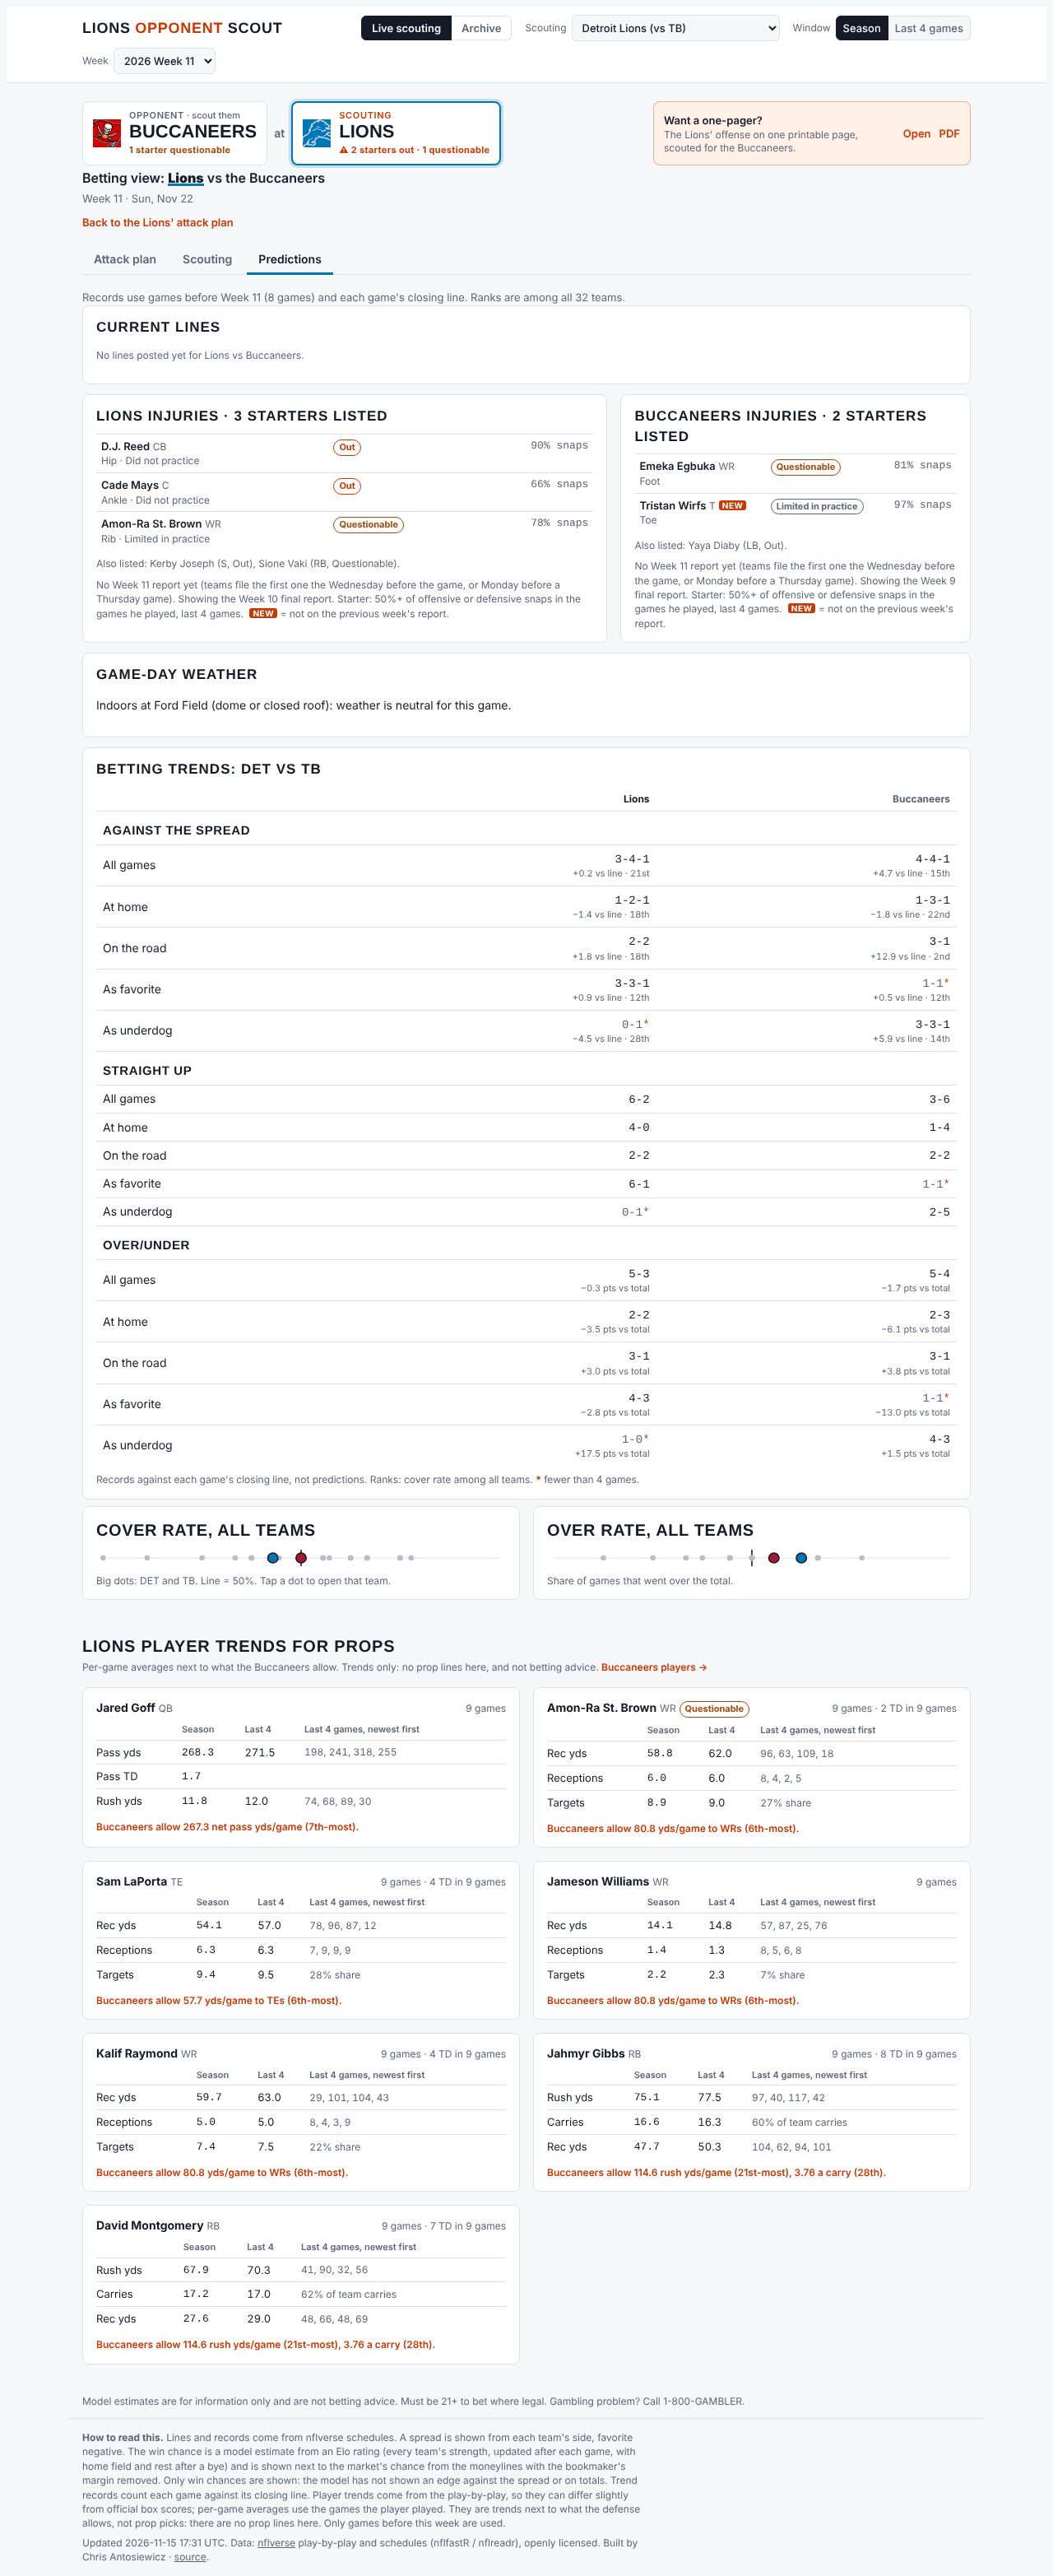 LIONS OPPONENT SCOUT
Live scouting Archive Scouting Detroit Lions (vs TB) Window Season Last 4 games
Week 2026 Week 11
OPPONENT · scout them
BUCCANEERS
1 starter questionable
at
SCOUTING
LIONS
⚠ 2 starters out · 1 questionable
Want a one-pager?
The Lions' offense on one printable page,
scouted for the Buccaneers.
Open PDF
Betting view: Lions vs the Buccaneers
Week 11 · Sun, Nov 22
Back to the Lions' attack plan
Attack plan Scouting Predictions
Records use games before Week 11 (8 games) and each game's closing line. Ranks are among all 32 teams.
CURRENT LINES
No lines posted yet for Lions vs Buccaneers.
LIONS INJURIES · 3 STARTERS LISTED
D.J. Reed CB Out 90% snaps
Hip · Did not practice
Cade Mays C Out 66% snaps
Ankle · Did not practice
Amon-Ra St. Brown WR Questionable 78% snaps
Rib · Limited in practice
Also listed: Kerby Joseph (S, Out), Sione Vaki (RB, Questionable).
No Week 11 report yet (teams file the first one the Wednesday before the game, or Monday before a
Thursday game). Showing the Week 10 final report. Starter: 50%+ of offensive or defensive snaps in the
games he played, last 4 games. NEW = not on the previous week's report.
BUCCANEERS INJURIES · 2 STARTERS
LISTED
Emeka Egbuka WR Questionable 81% snaps
Foot
Tristan Wirfs T NEW Limited in practice 97% snaps
Toe
Also listed: Yaya Diaby (LB, Out).
No Week 11 report yet (teams file the first one the Wednesday before
the game, or Monday before a Thursday game). Showing the Week 9
final report. Starter: 50%+ of offensive or defensive snaps in the
games he played, last 4 games. NEW = not on the previous week's
report.
GAME-DAY WEATHER
Indoors at Ford Field (dome or closed roof): weather is neutral for this game.
BETTING TRENDS: DET VS TB
Lions Buccaneers
AGAINST THE SPREAD
All games 3-4-1 4-4-1
+0.2 vs line · 21st +4.7 vs line · 15th
At home 1-2-1 1-3-1
−1.4 vs line · 18th −1.8 vs line · 22nd
On the road 2-2 3-1
+1.8 vs line · 18th +12.9 vs line · 2nd
As favorite 3-3-1 1-1*
+0.9 vs line · 12th +0.5 vs line · 12th
As underdog 0-1* 3-3-1
−4.5 vs line · 28th +5.9 vs line · 14th
STRAIGHT UP
All games 6-2 3-6
At home 4-0 1-4
On the road 2-2 2-2
As favorite 6-1 1-1*
As underdog 0-1* 2-5
OVER/UNDER
All games 5-3 5-4
−0.3 pts vs total −1.7 pts vs total
At home 2-2 2-3
−3.5 pts vs total −6.1 pts vs total
On the road 3-1 3-1
+3.0 pts vs total +3.8 pts vs total
As favorite 4-3 1-1*
−2.8 pts vs total −13.0 pts vs total
As underdog 1-0* 4-3
+17.5 pts vs total +1.5 pts vs total
Records against each game's closing line, not predictions. Ranks: cover rate among all teams. * fewer than 4 games.
COVER RATE, ALL TEAMS
Big dots: DET and TB. Line = 50%. Tap a dot to open that team.
OVER RATE, ALL TEAMS
Share of games that went over the total.
LIONS PLAYER TRENDS FOR PROPS
Per-game averages next to what the Buccaneers allow. Trends only: no prop lines here, and not betting advice. Buccaneers players →
Jared Goff QB 9 games
Season Last 4 Last 4 games, newest first
Pass yds 268.3 271.5 198, 241, 318, 255
Pass TD 1.7
Rush yds 11.8 12.0 74, 68, 89, 30
Buccaneers allow 267.3 net pass yds/game (7th-most).
Amon-Ra St. Brown WR Questionable 9 games · 2 TD in 9 games
Season Last 4 Last 4 games, newest first
Rec yds 58.8 62.0 96, 63, 109, 18
Receptions 6.0 6.0 8, 4, 2, 5
Targets 8.9 9.0 27% share
Buccaneers allow 80.8 yds/game to WRs (6th-most).
Sam LaPorta TE 9 games · 4 TD in 9 games
Season Last 4 Last 4 games, newest first
Rec yds 54.1 57.0 78, 96, 87, 12
Receptions 6.3 6.3 7, 9, 9, 9
Targets 9.4 9.5 28% share
Buccaneers allow 57.7 yds/game to TEs (6th-most).
Jameson Williams WR 9 games
Season Last 4 Last 4 games, newest first
Rec yds 14.1 14.8 57, 87, 25, 76
Receptions 1.4 1.3 8, 5, 6, 8
Targets 2.2 2.3 7% share
Buccaneers allow 80.8 yds/game to WRs (6th-most).
Kalif Raymond WR 9 games · 4 TD in 9 games
Season Last 4 Last 4 games, newest first
Rec yds 59.7 63.0 29, 101, 104, 43
Receptions 5.0 5.0 8, 4, 3, 9
Targets 7.4 7.5 22% share
Buccaneers allow 80.8 yds/game to WRs (6th-most).
Jahmyr Gibbs RB 9 games · 8 TD in 9 games
Season Last 4 Last 4 games, newest first
Rush yds 75.1 77.5 97, 40, 117, 42
Carries 16.6 16.3 60% of team carries
Rec yds 47.7 50.3 104, 62, 94, 101
Buccaneers allow 114.6 rush yds/game (21st-most), 3.76 a carry (28th).
David Montgomery RB 9 games · 7 TD in 9 games
Season Last 4 Last 4 games, newest first
Rush yds 67.9 70.3 41, 90, 32, 56
Carries 17.2 17.0 62% of team carries
Rec yds 27.6 29.0 48, 66, 48, 69
Buccaneers allow 114.6 rush yds/game (21st-most), 3.76 a carry (28th).
Model estimates are for information only and are not betting advice. Must be 21+ to bet where legal. Gambling problem? Call 1-800-GAMBLER.
How to read this. Lines and records come from nflverse schedules. A spread is shown from each team's side, favorite
negative. The win chance is a model estimate from an Elo rating (every team's strength, updated after each game, with
home field and rest after a bye) and is shown next to the market's chance from the moneylines with the bookmaker's
margin removed. Only win chances are shown: the model has not shown an edge against the spread or on totals. Trend
records count each game against its closing line. Player trends come from the play-by-play, so they can differ slightly
from official box scores; per-game averages use the games the player played. They are trends next to what the defense
allows, not prop picks: there are no prop lines here. Only games before this week are used.
Updated 2026-11-15 17:31 UTC. Data: nflverse play-by-play and schedules (nflfastR / nflreadr), openly licensed. Built by
Chris Antosiewicz · source.